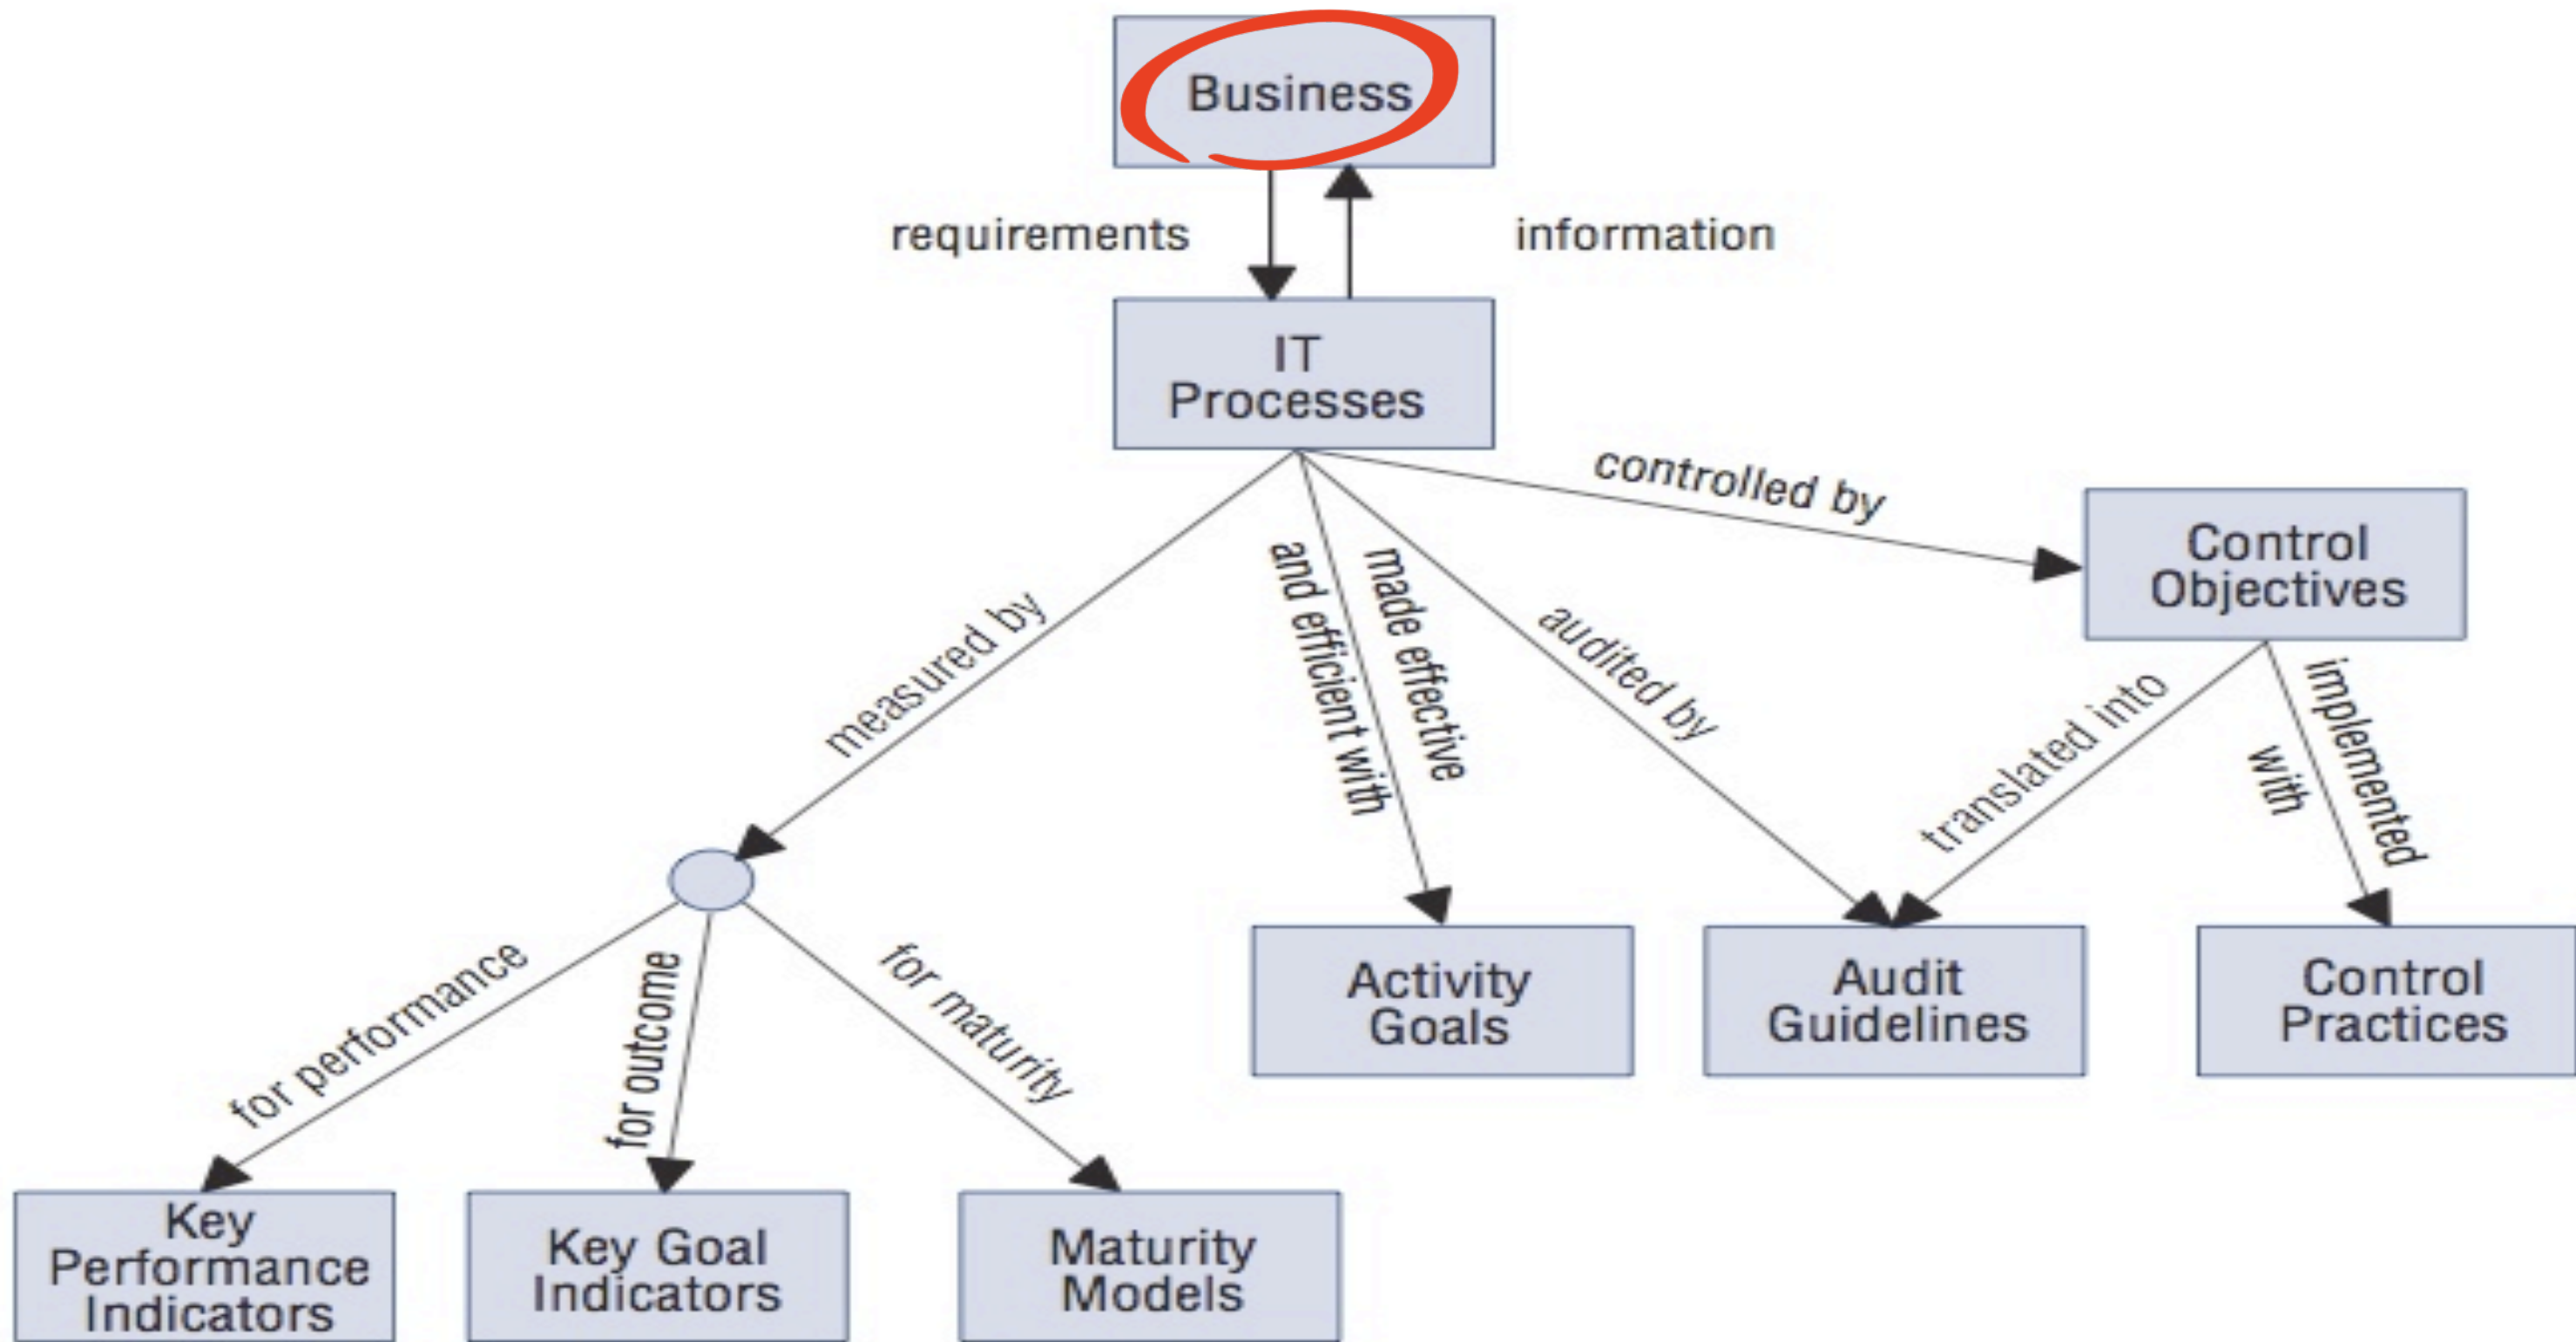 Business
requirements
information
IT
Processes
controlled by
Control
Objectives
measured by
and efficient with
made effective
audited by
translated into
implemented
with
for performance
for outcome
for maturity
Activity
Goals
Audit
Guidelines
Control
Practices
Key
Performance
Indicators
Key Goal
Indicators
Maturity
Models